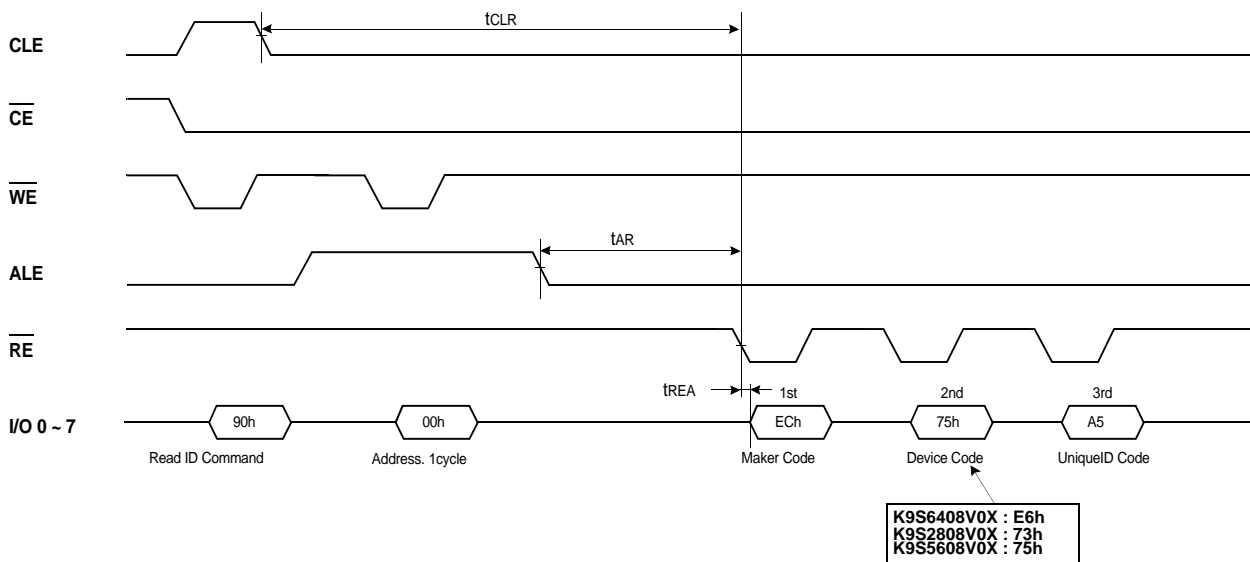 tCLR
CLE
CE
WE
tAR
ALE
RE
tREA
1st
2nd
3rd
I/O 0 ~ 7
90h
00h
ECh
75h
A5
Read ID Command
Address. 1cycle
Maker Code
Device Code
UniqueID Code
K9S6408V0X : E6h
K9S2808V0X : 73h
K9S5608V0X : 75h